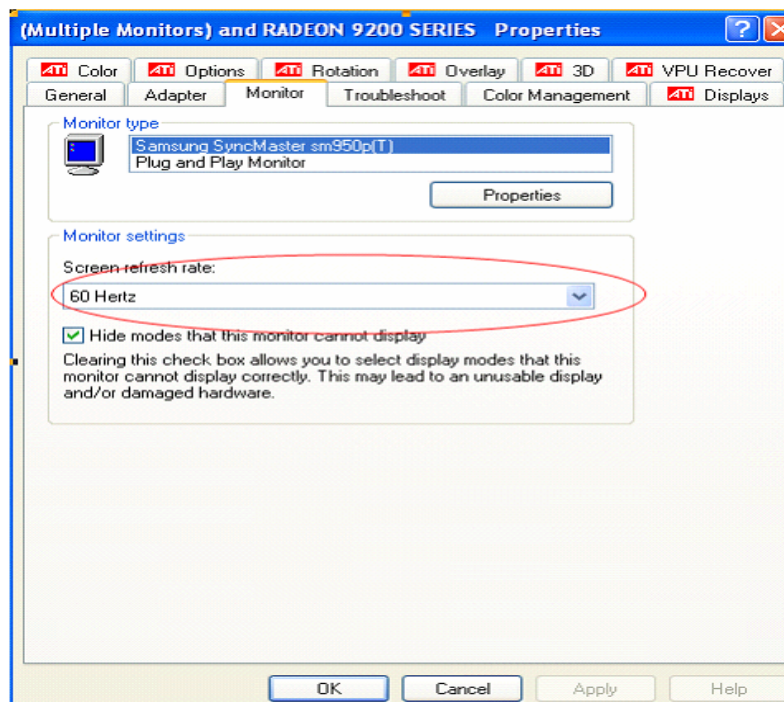 (Multiple Monitors) and RADEON 9200 SERIES Properties
ATI Color ATI Options ATI Rotation ATI Overlay ATI 3D ATI VPU Recover
General Adapter Monitor Troubleshoot Color Management ATI Displays
Monitor type
Samsung SyncMaster sm950p(T)
Plug and Play Monitor
Properties
Monitor settings
Screen refresh rate:
60 Hertz
Hide modes that this monitor cannot display
Clearing this check box allows you to select display modes that this
monitor cannot display correctly. This may lead to an unusable display
and/or damaged hardware.
OK Cancel Apply Help